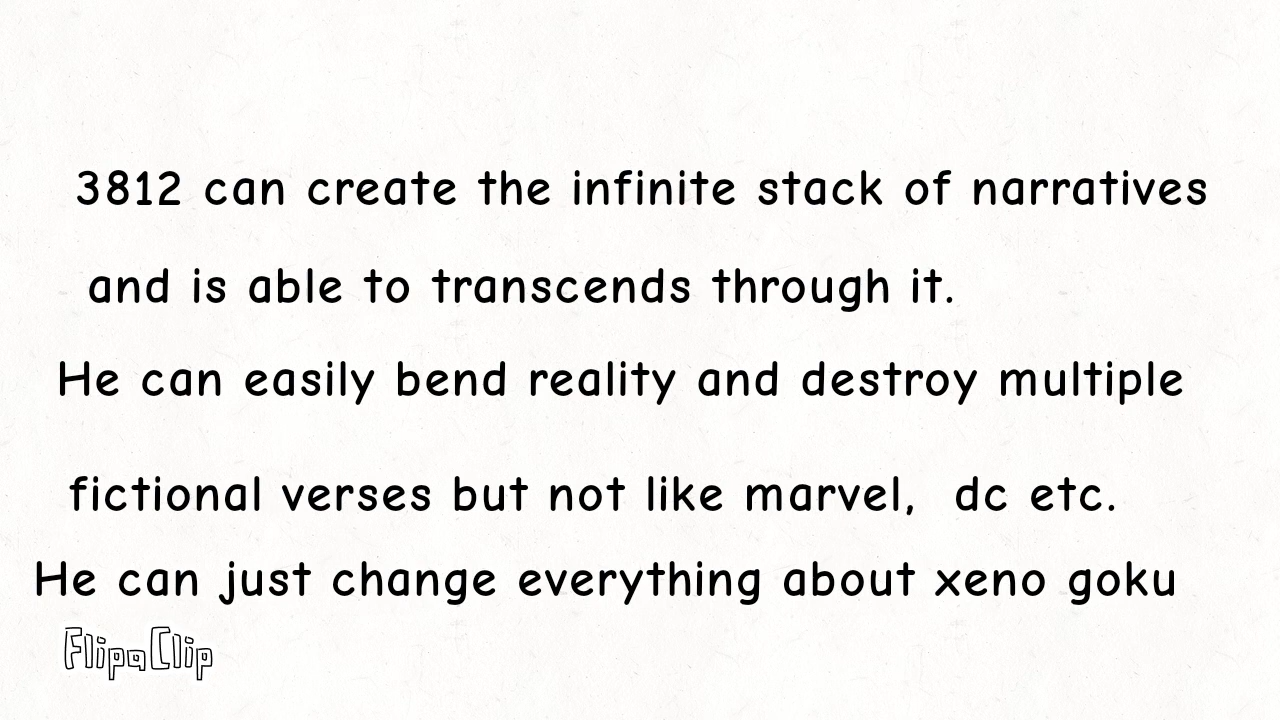 3812 can create the infinite stack of narratives
and is able to transcends through it.
He can easily bend reality and destroy multiple
fictional verses but not like marvel, dc etc.
He can just change everything about xeno goku
FlipaClip